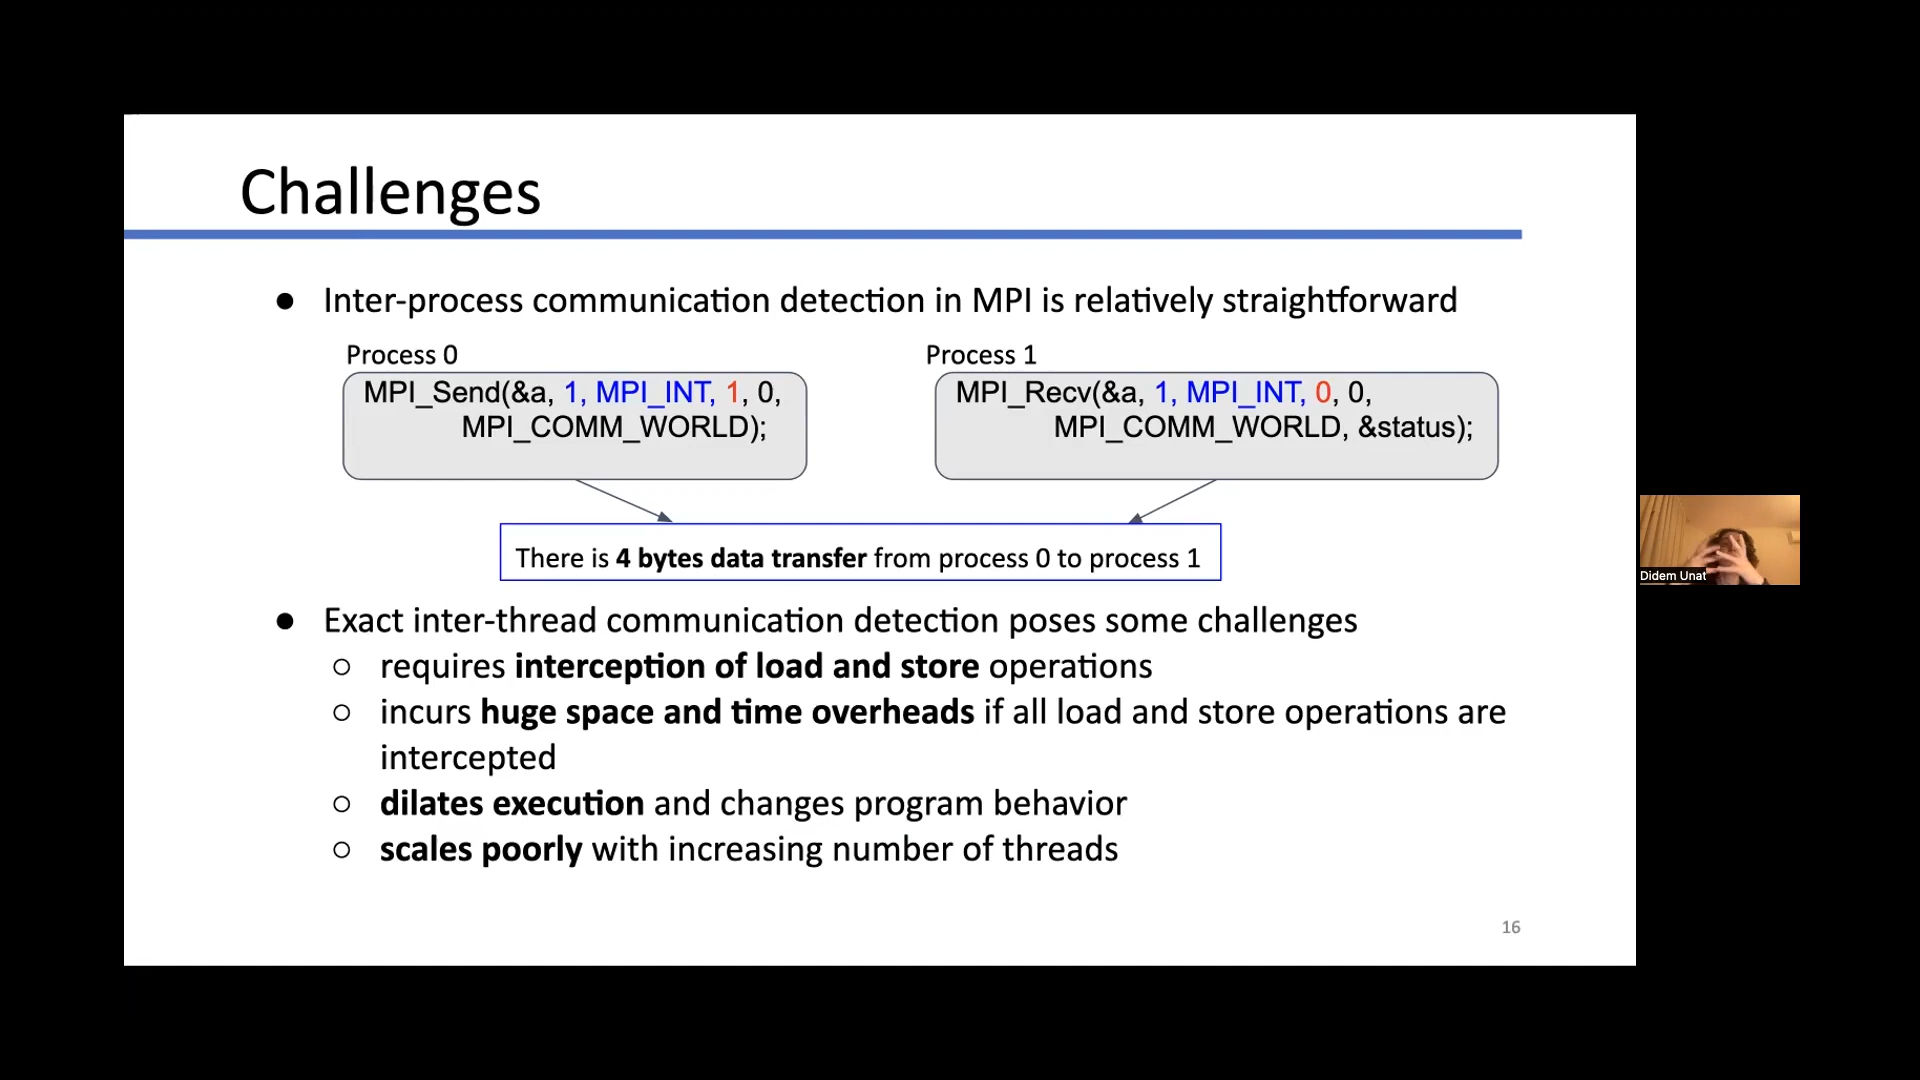 Challenges
● Inter-process communication detection in MPI is relatively straightforward
Process 0
MPI_Send(&a, 1, MPI_INT, 1, 0,
MPI_COMM_WORLD);
Process 1
MPI_Recv(&a, 1, MPI_INT, 0, 0,
MPI_COMM_WORLD, &status);
There is 4 bytes data transfer from process 0 to process 1
● Exact inter-thread communication detection poses some challenges
○ requires interception of load and store operations
○ incurs huge space and time overheads if all load and store operations are
intercepted
○ dilates execution and changes program behavior
○ scales poorly with increasing number of threads
16
Didem Unat